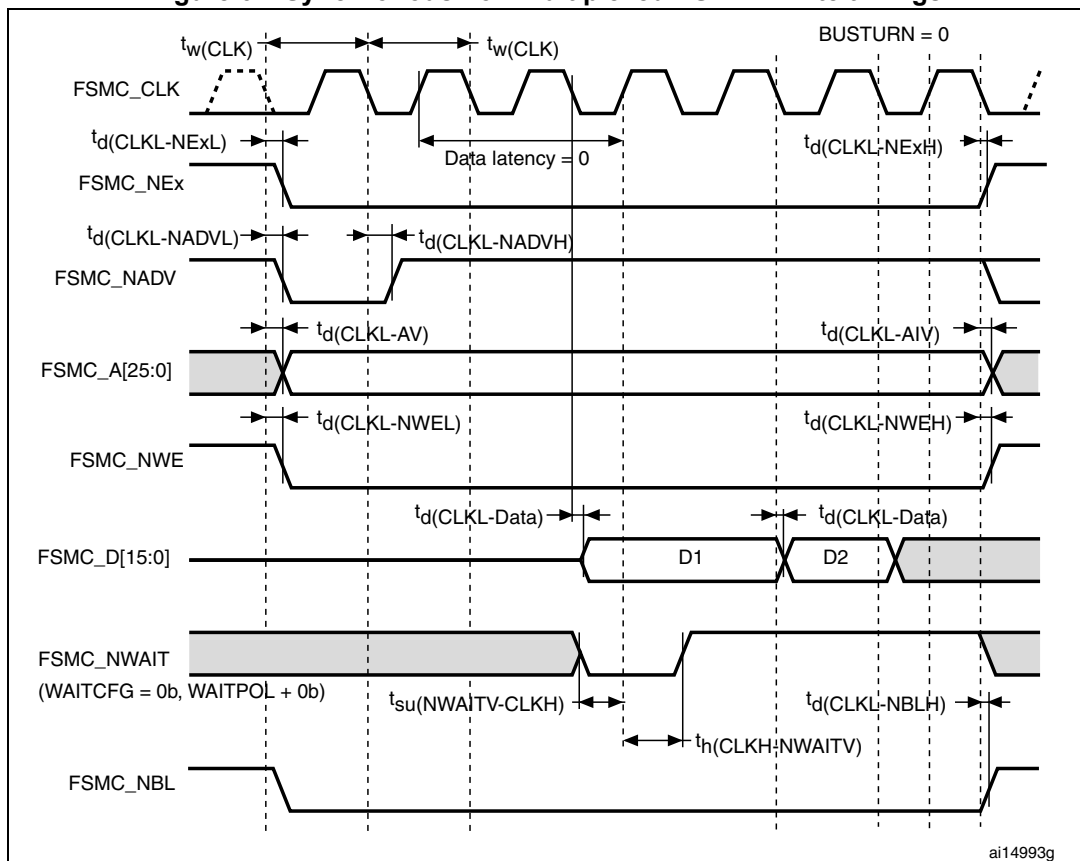 BUSTURN = 0
tw(CLK)
tw(CLK)
FSMC_CLK
td(CLKL-NExL)
Data latency = 0
td(CLKL-NExH)
FSMC_NEx
td(CLKL-NADVL)
td(CLKL-NADVH)
FSMC_NADV
td(CLKL-AV)
td(CLKL-AIV)
FSMC_A[25:0]
td(CLKL-NWEL)
td(CLKL-NWEH)
FSMC_NWE
td(CLKL-Data)
td(CLKL-Data)
FSMC_D[15:0]
D1
D2
FSMC_NWAIT
(WAITCFG = 0b, WAITPOL + 0b)
tsu(NWAITV-CLKH)
td(CLKL-NBLH)
th(CLKH-NWAITV)
FSMC_NBL
ai14993g